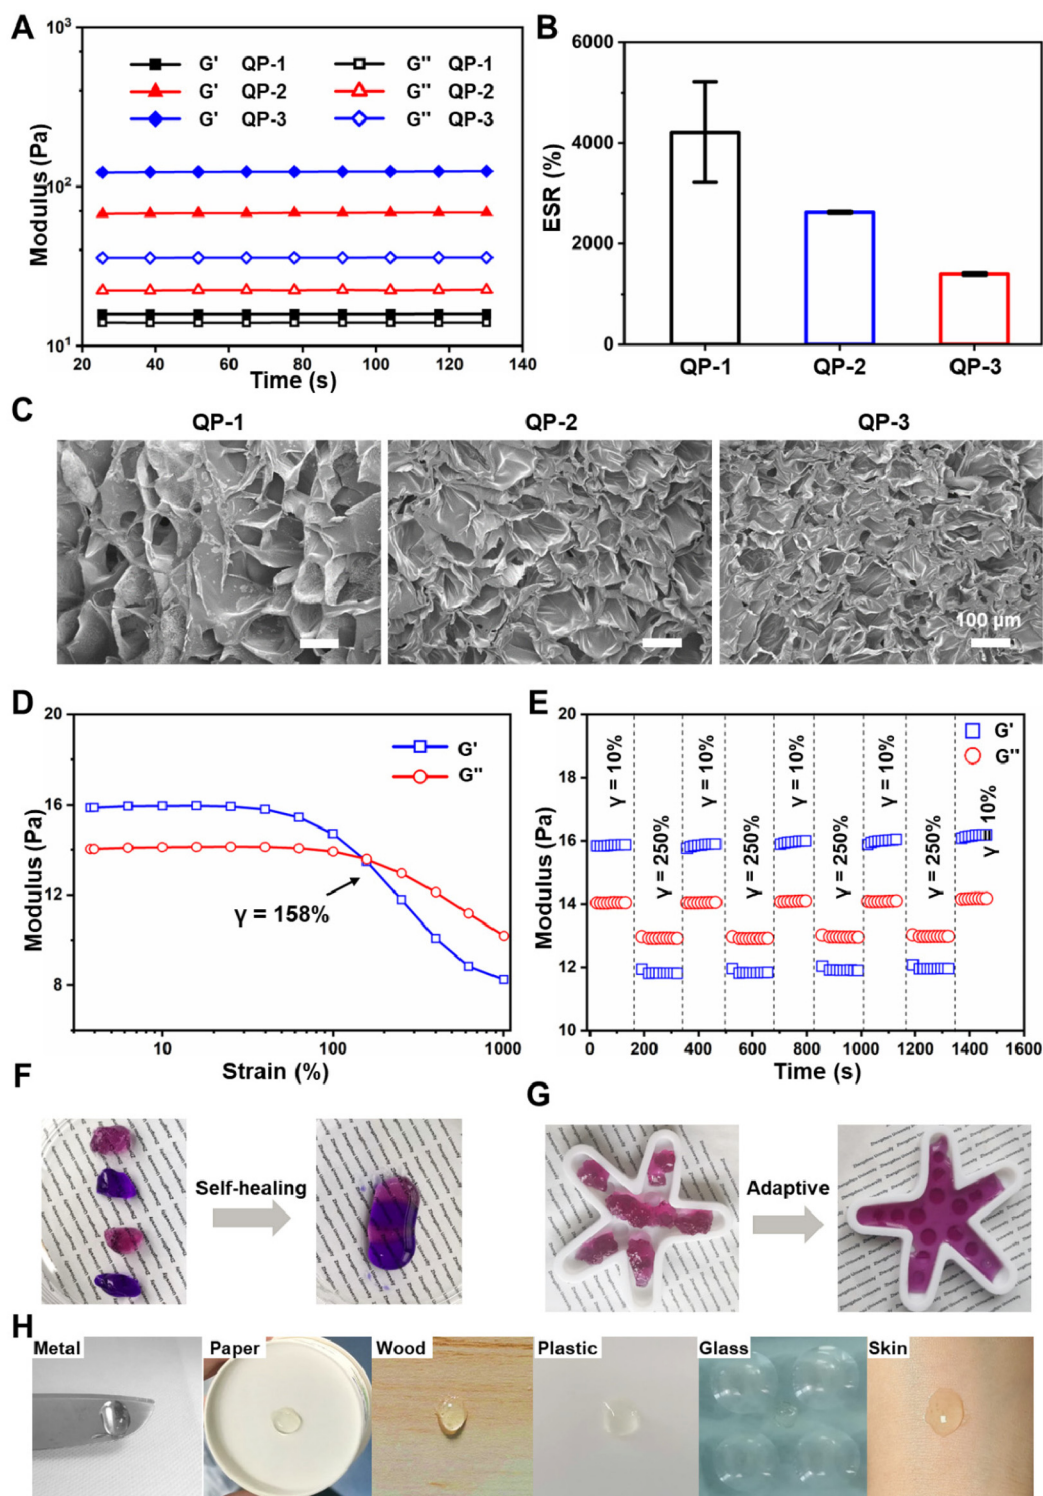 A
10³
G' QP-1 G'' QP-1
G' QP-2 G'' QP-2
G' QP-3 G'' QP-3
Modulus (Pa)
10²
10¹
20 40 60 80 100 120 140
Time (s)
B
6000
4000
2000
0
ESR (%)
QP-1 QP-2 QP-3
C
QP-1 QP-2 QP-3
100 μm
D
20
16
12
8
Modulus (Pa)
G'
G''
γ = 158%
10 100 1000
Strain (%)
E
20
18
16
14
12
10
Modulus (Pa)
G'
G''
γ = 10%
γ = 250%
γ = 10%
γ = 250%
γ = 10%
γ = 250%
γ = 10%
γ = 250%
γ = 10%
0 200 400 600 800 1000 1200 1400 1600
Time (s)
F
Self-healing
G
Adaptive
H
Metal Paper Wood Plastic Glass Skin